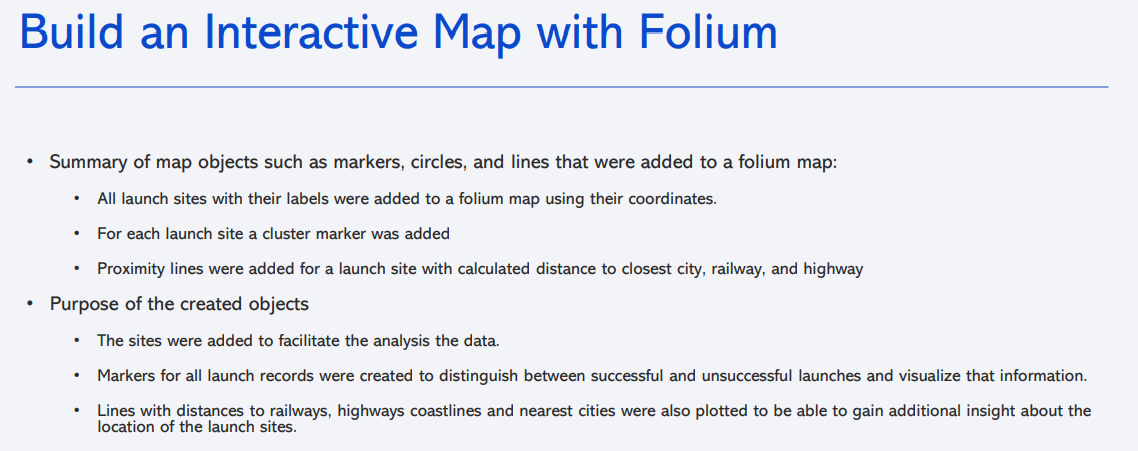 Build an Interactive Map with Folium
• Summary of map objects such as markers, circles, and lines that were added to a folium map:
• All launch sites with their labels were added to a folium map using their coordinates.
• For each launch site a cluster marker was added
• Proximity lines were added for a launch site with calculated distance to closest city, railway, and highway
• Purpose of the created objects
• The sites were added to facilitate the analysis the data.
• Markers for all launch records were created to distinguish between successful and unsuccessful launches and visualize that information.
• Lines with distances to railways, highways coastlines and nearest cities were also plotted to be able to gain additional insight about the
location of the launch sites.